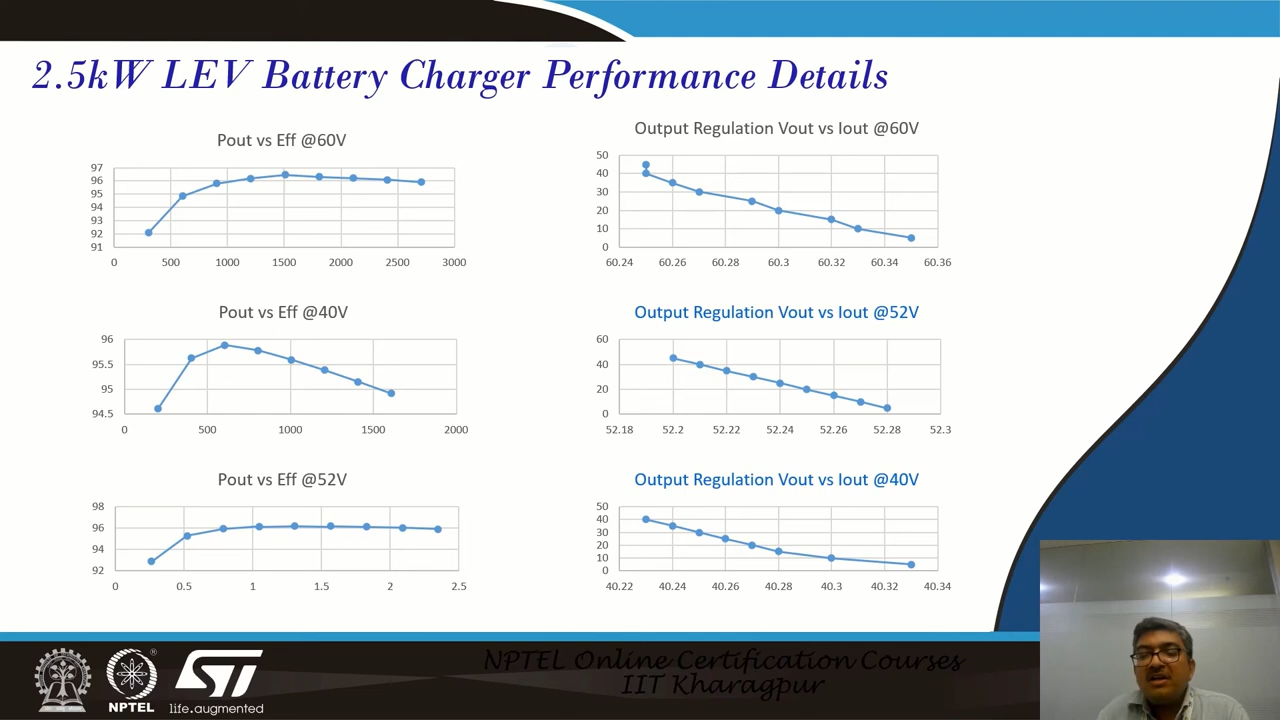 2.5kW LEV Battery Charger Performance Details
Pout vs Eff @60V
97
96
95
94
93
92
91
0 500 1000 1500 2000 2500 3000
Output Regulation Vout vs Iout @60V
50
40
30
20
10
0
60.24 60.26 60.28 60.3 60.32 60.34 60.36
Pout vs Eff @40V
96
95.5
95
94.5
0 500 1000 1500 2000
Output Regulation Vout vs Iout @52V
60
40
20
0
52.18 52.2 52.22 52.24 52.26 52.28 52.3
Pout vs Eff @52V
98
96
94
92
0 0.5 1 1.5 2 2.5
Output Regulation Vout vs Iout @40V
50
40
30
20
10
0
40.22 40.24 40.26 40.28 40.3 40.32 40.34
NPTEL
®
ST
life.augmented
NPTEL Online Certification Courses
IIT Kharagpur